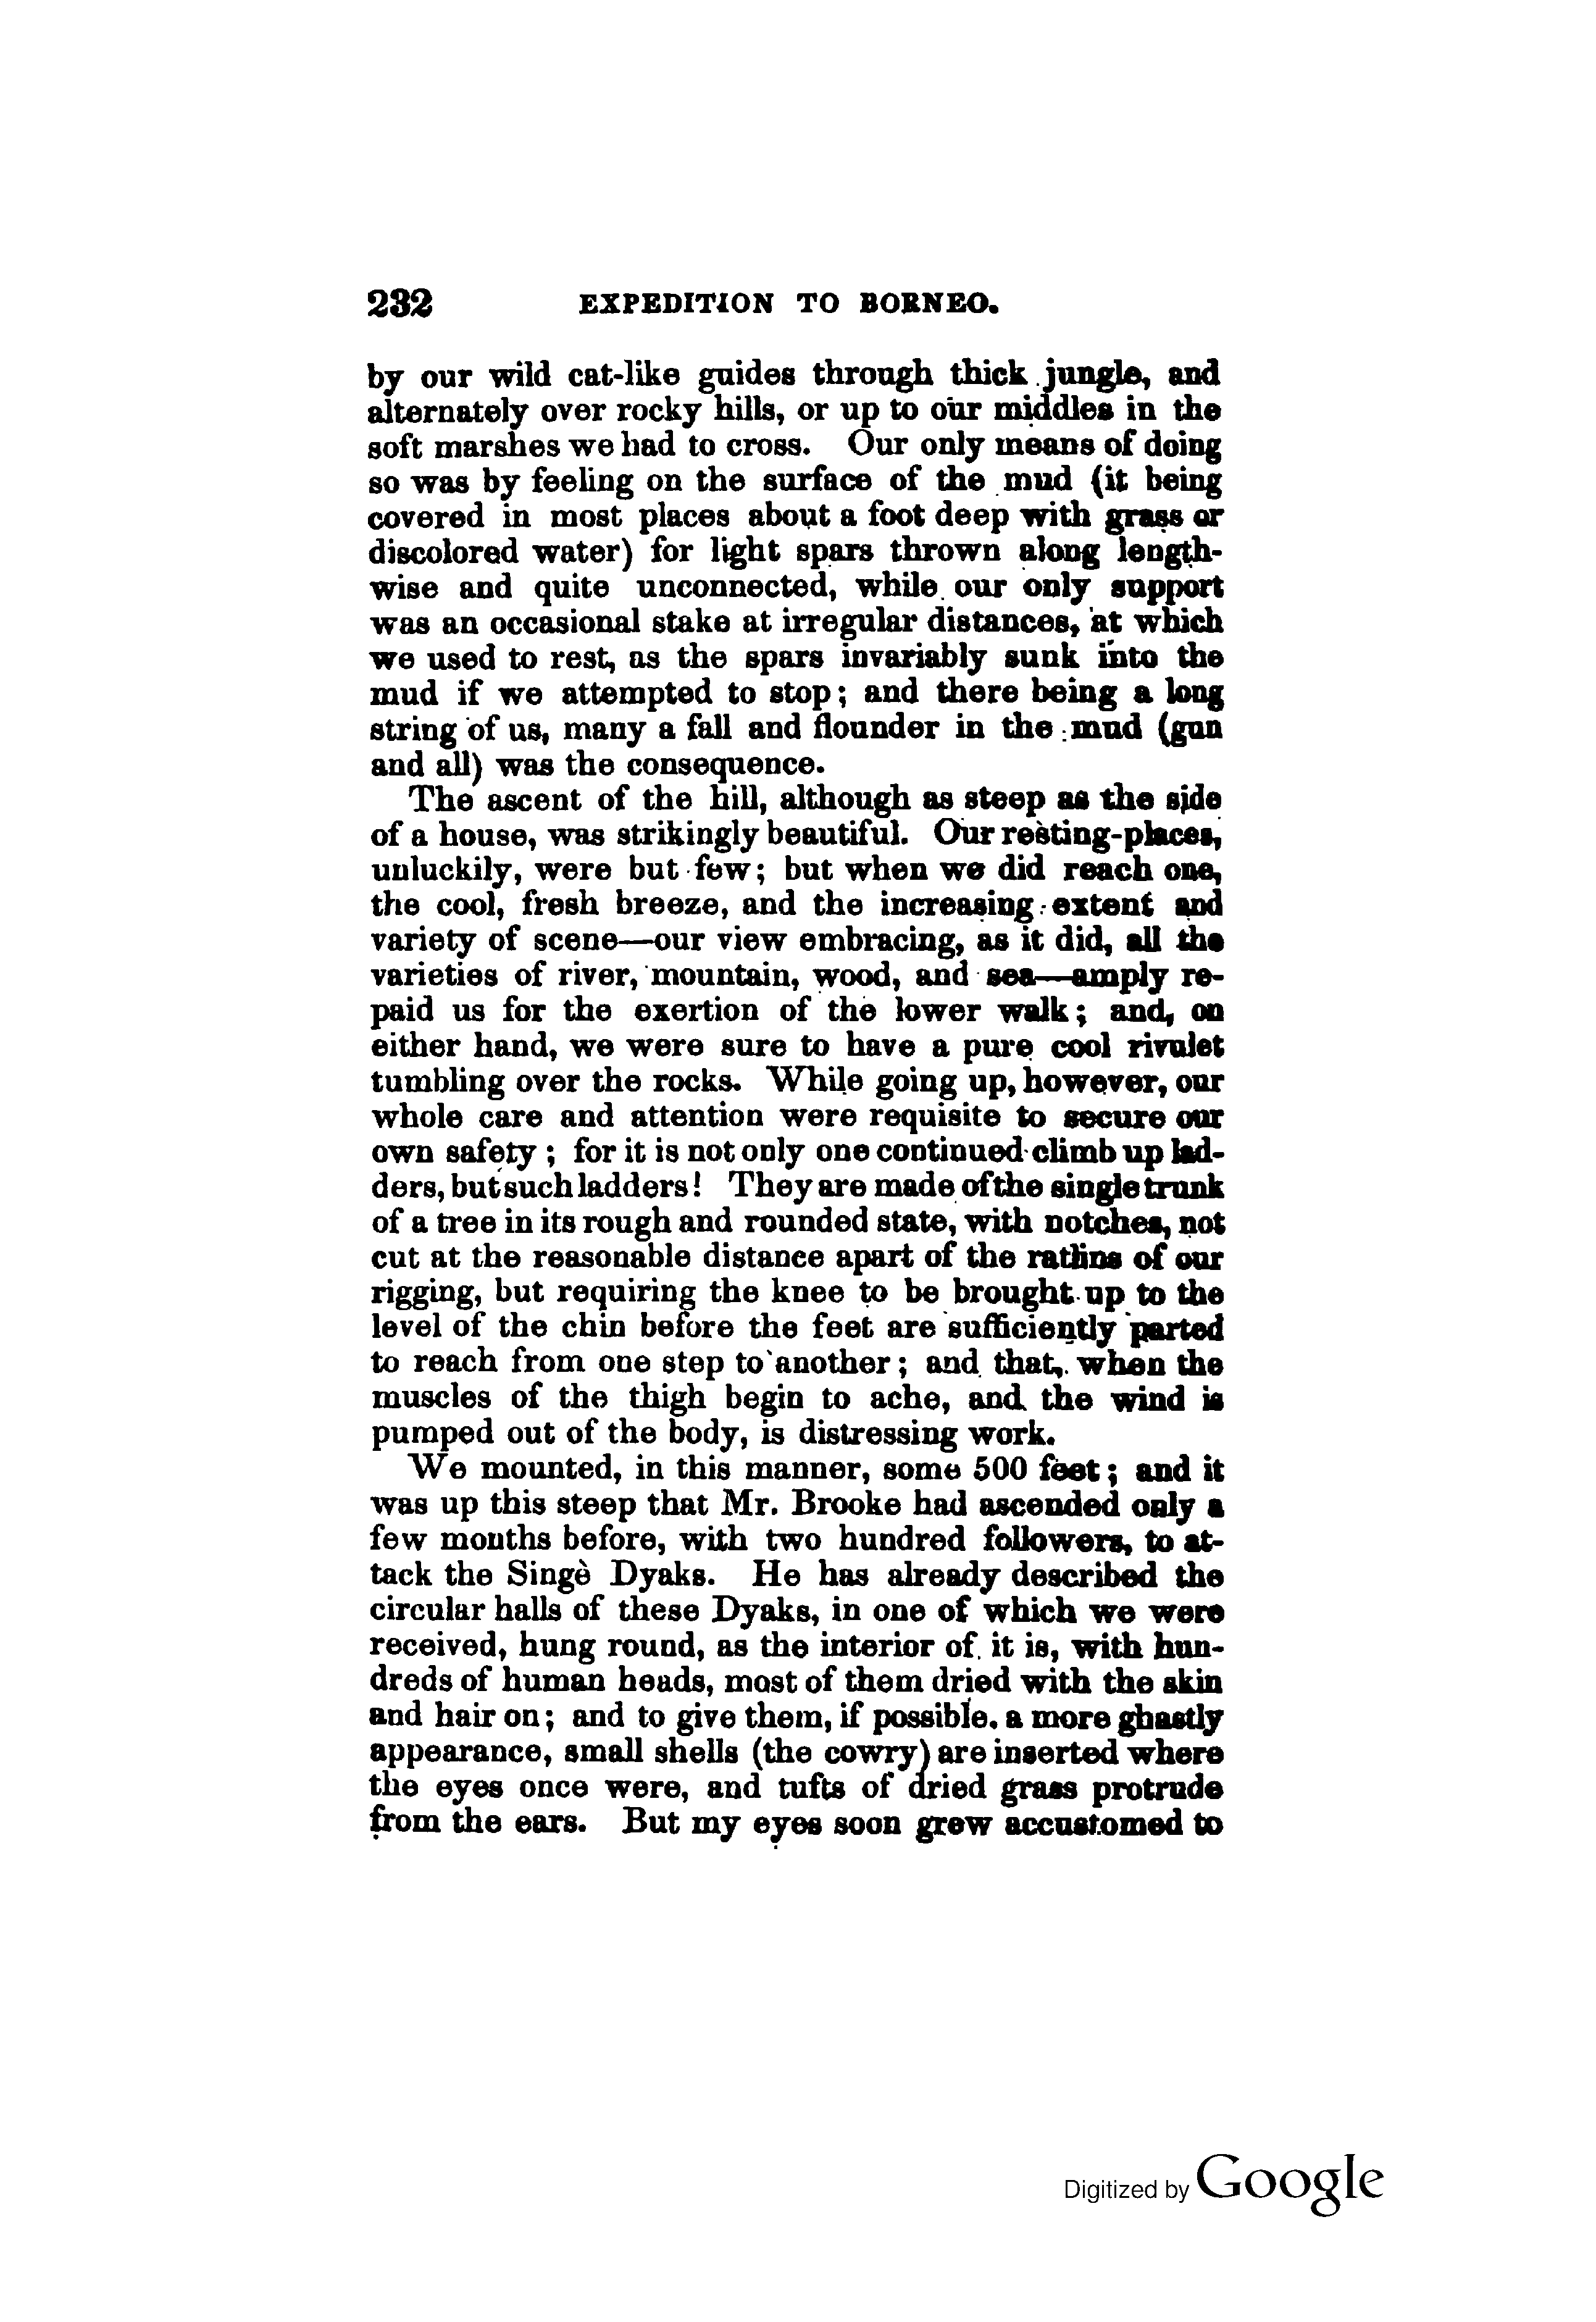 232 EXPEDITION TO BORNEO.
by our wild cat-like guides through thick jungle, and
alternately over rocky hills, or up to our middles in the
soft marshes we had to cross. Our only means of doing
so was by feeling on the surface of the mud (it being
covered in most places about a foot deep with grass or
discolored water) for light spars thrown along length-
wise and quite unconnected, while our only support
was an occasional stake at irregular distances, at which
we used to rest, as the spars invariably sunk into the
mud if we attempted to stop; and there being a long
string of us, many a fall and flounder in the mud (gun
and all) was the consequence.
The ascent of the hill, although as steep as the side
of a house, was strikingly beautiful. Our resting-places,
unluckily, were but few; but when we did reach one,
the cool, fresh breeze, and the increasing extent and
variety of scene—our view embracing, as it did, all the
varieties of river, mountain, wood, and sea—amply re-
paid us for the exertion of the lower walk; and, on
either hand, we were sure to have a pure cool rivulet
tumbling over the rocks. While going up, however, our
whole care and attention were requisite to secure our
own safety; for it is not only one continued climb up lad-
ders, but such ladders! They are made of the single trunk
of a tree in its rough and rounded state, with notches, not
cut at the reasonable distance apart of the ratlins of our
rigging, but requiring the knee to be brought up to the
level of the chin before the feet are sufficiently parted
to reach from one step to another; and that, when the
muscles of the thigh begin to ache, and the wind is
pumped out of the body, is distressing work.
We mounted, in this manner, some 500 feet; and it
was up this steep that Mr. Brooke had ascended only a
few months before, with two hundred followers, to at-
tack the Singè Dyaks. He has already described the
circular halls of these Dyaks, in one of which we were
received, hung round, as the interior of it is, with hun-
dreds of human heads, most of them dried with the skin
and hair on; and to give them, if possible, a more ghastly
appearance, small shells (the cowry) are inserted where
the eyes once were, and tufts of dried grass protrude
from the ears. But my eyes soon grew accustomed to
Digitized by Google